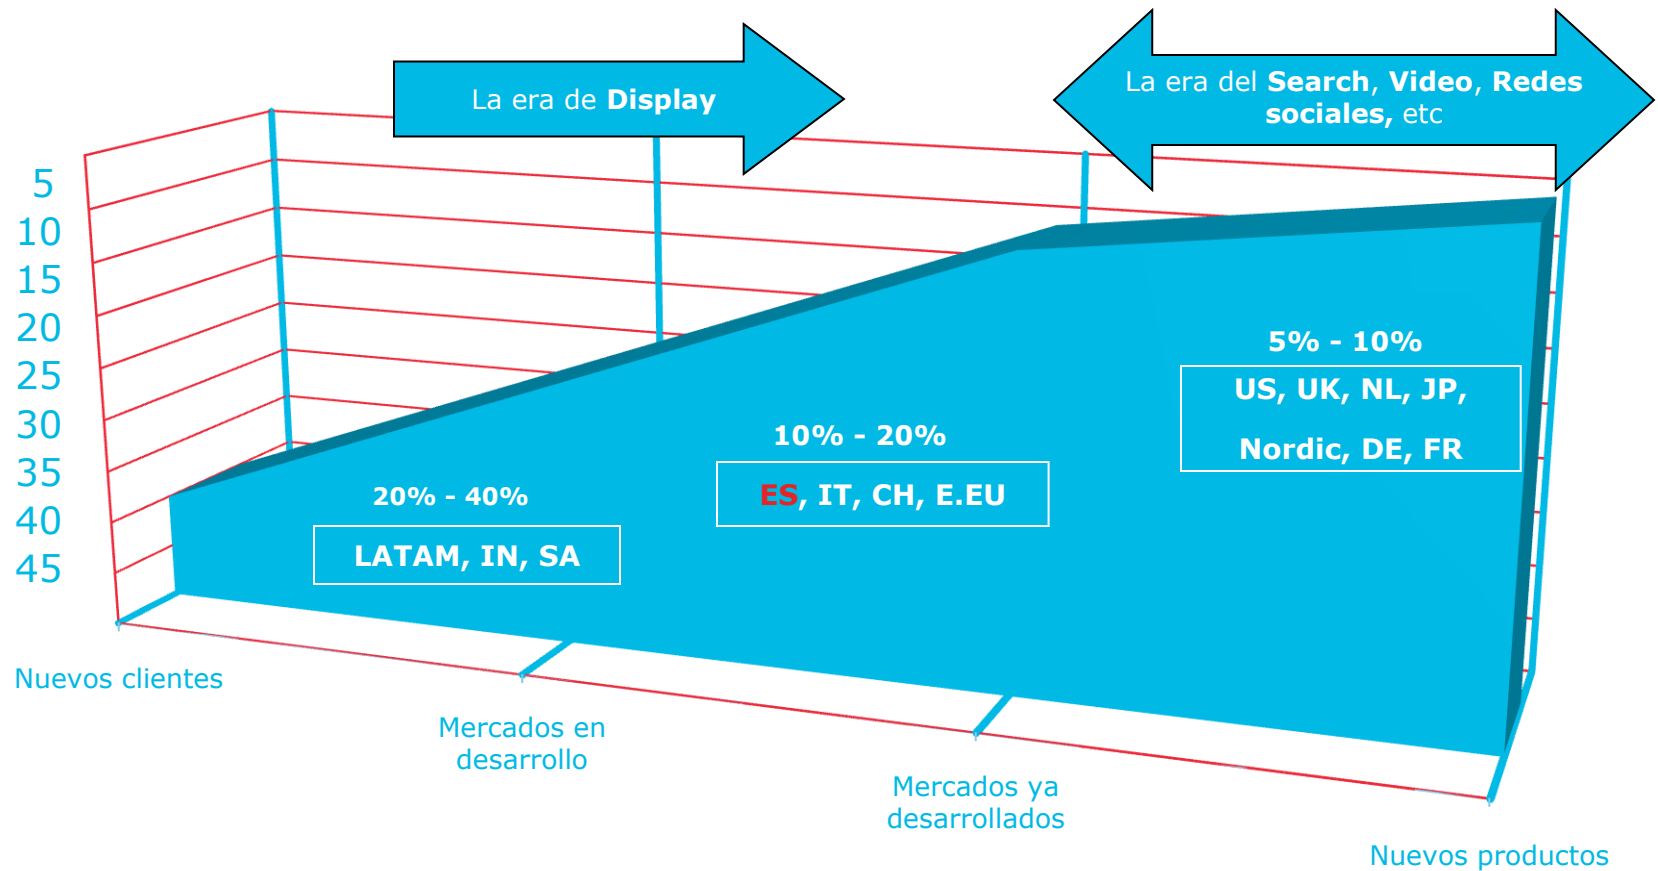 La era de Display
La era del Search, Video, Redes
sociales, etc
5
10
15
20
25
30
35
40
45
5% - 10%
US, UK, NL, JP,
Nordic, DE, FR
10% - 20%
ES, IT, CH, E.EU
20% - 40%
LATAM, IN, SA
Nuevos clientes
Mercados en
desarrollo
Mercados ya
desarrollados
Nuevos productos